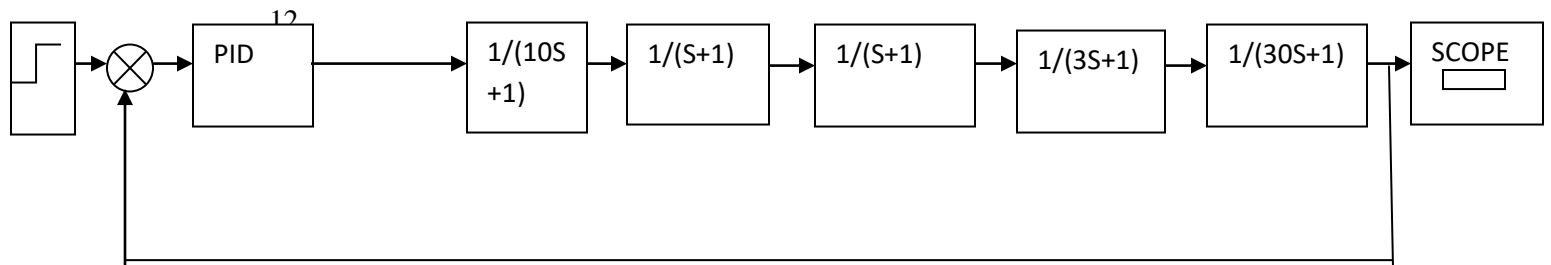 12
PID
1/(10S
+1)
1/(S+1)
1/(S+1)
1/(3S+1)
1/(30S+1)
SCOPE